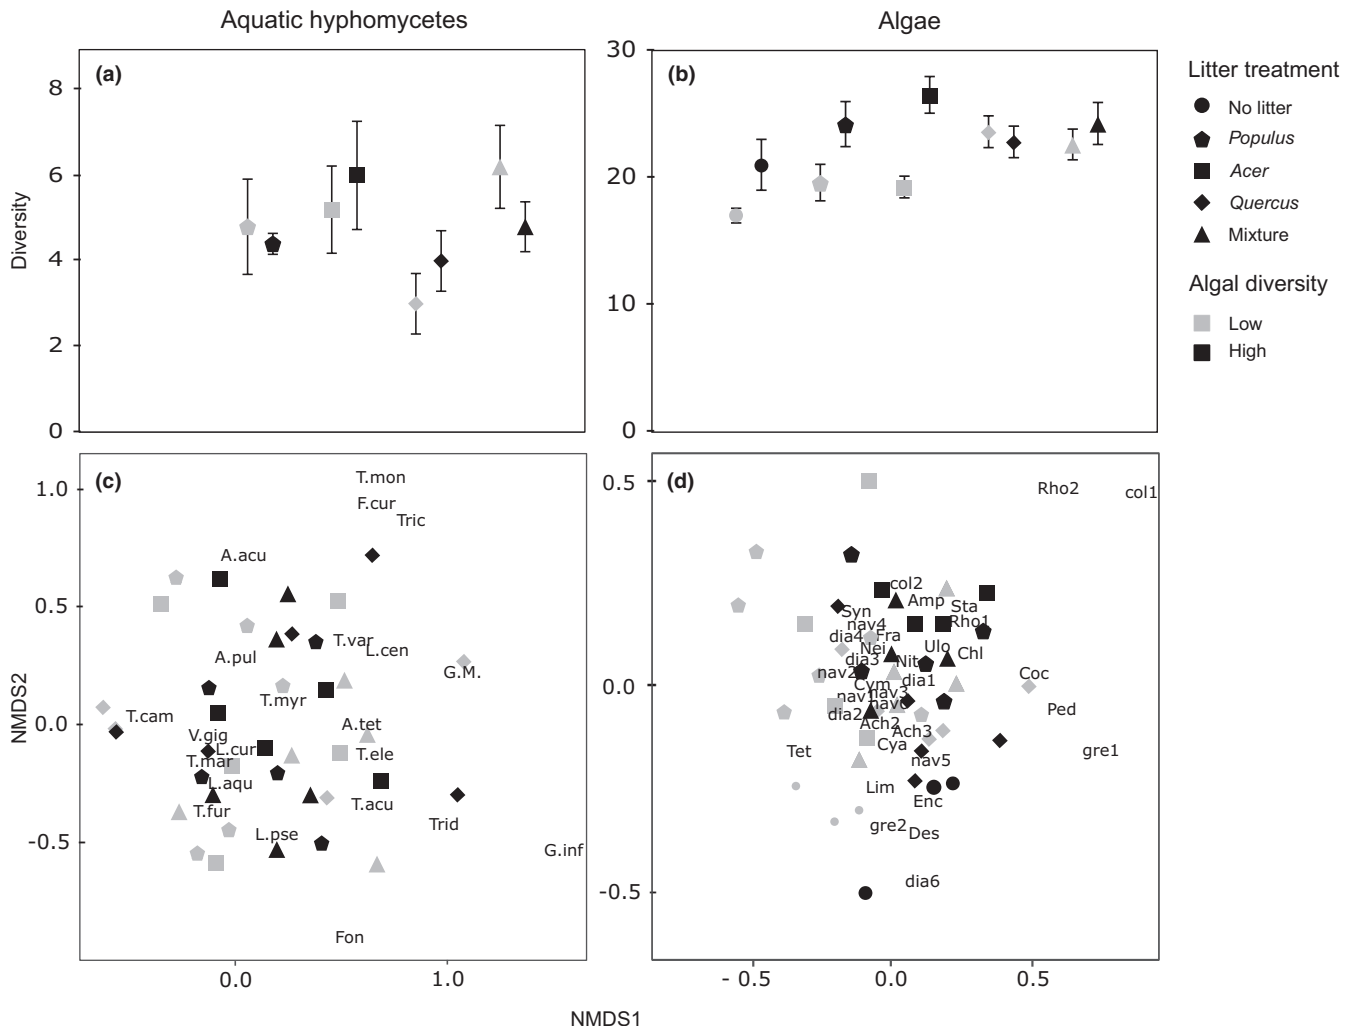 Aquatic hyphomycetes
Algae
(a)
8
6
4
2
0
Diversity
(b)
30
20
10
0
Litter treatment
No litter
Populus
Acer
Quercus
Mixture
Algal diversity
Low
High
(c)
1.0
0.5
0.0
-0.5
NMDS2
T.mon
F.cur
Tric
A.acu
T.var
L.cen
A.pul
G.M.
T.myr
T.cam
A.tet
V.gig
L.cur
T.ele
T.mar
L.aqu
T.acu
T.fur
Trid
L.pse
G.inf
Fon
0.0
1.0
(d)
0.5
0.0
-0.5
Rho2
col1
col2
Amp
Sta
Syn
Rho1
nav4
dia4
Fra
Nei
Ulo
Chl
dia3
Nit
nav2
Coc
Cym
dia1
nav1
nav3
nav6
Ped
dia2
Ach2
Ach3
Cya
Tet
gre1
nav5
Lim
Enc
gre2
Des
dia6
- 0.5
0.0
0.5
NMDS1